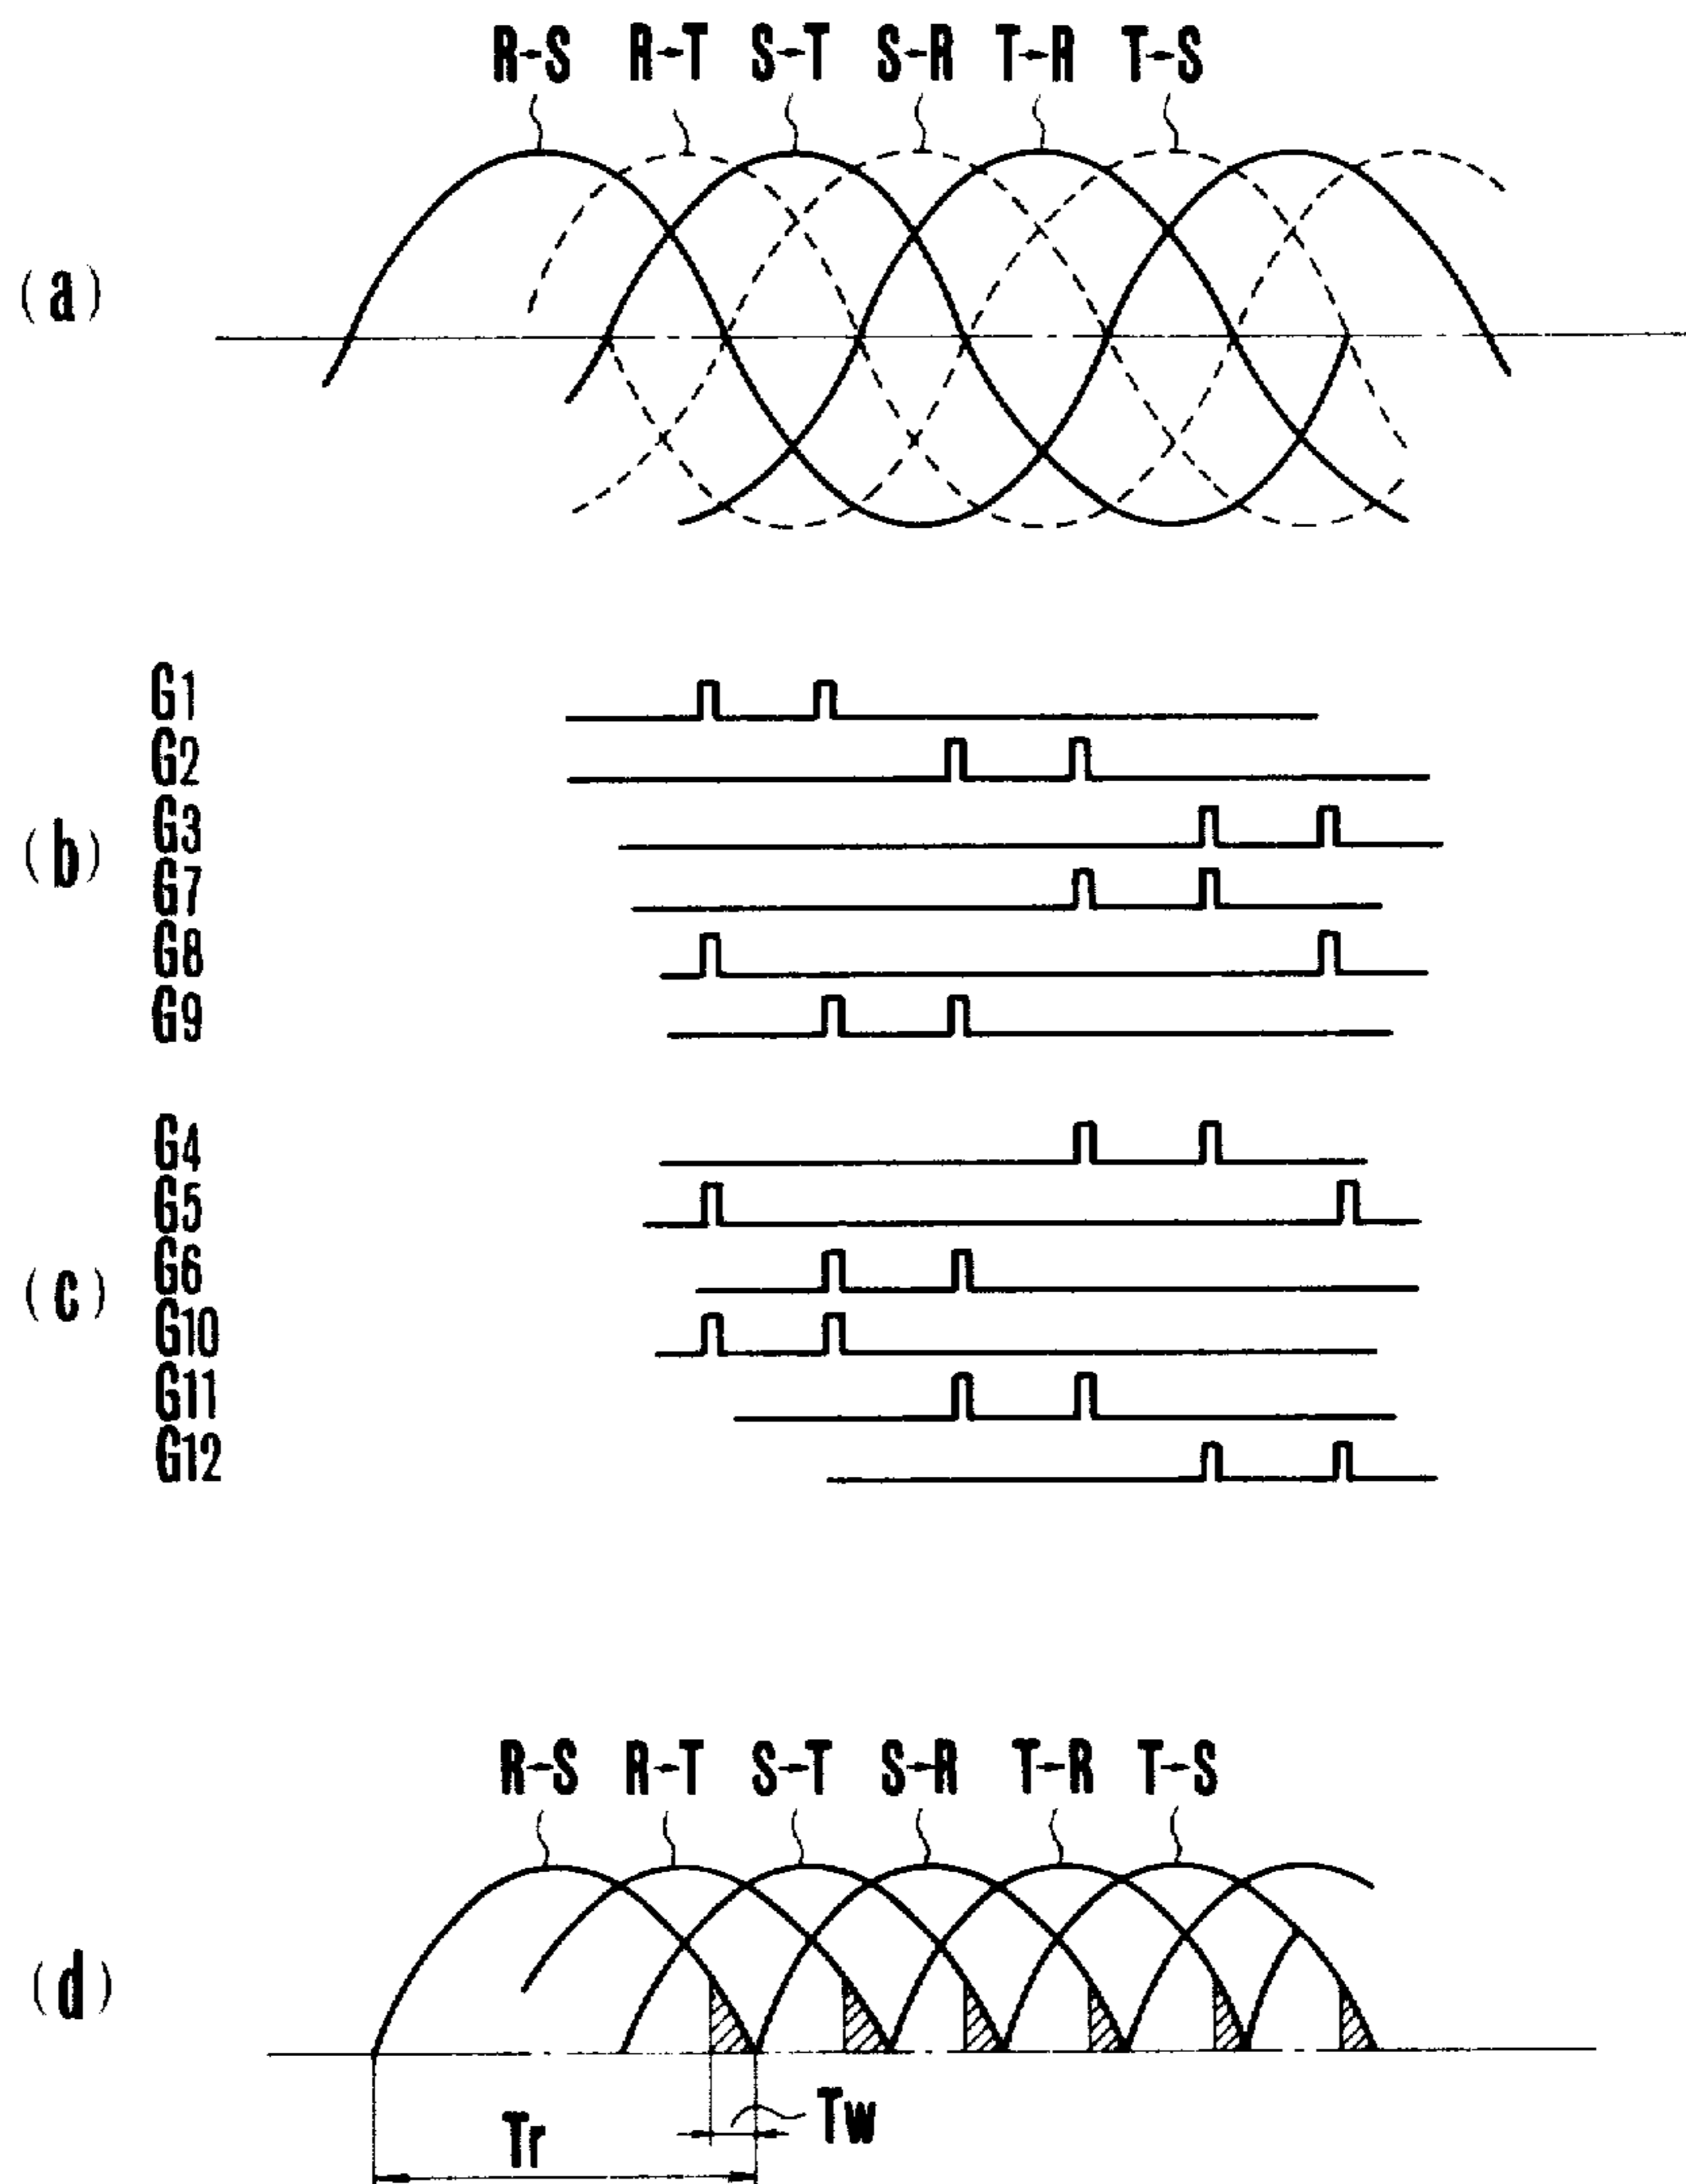 R→S R→T S→T S→R T→R T→S
(a)
G1
G2
(b)
G3
G7
G8
G9
G4
G5
(c)
G6
G10
G11
G12
R→S R→T S→T S→R T→R T→S
(d)
Tr
Tw